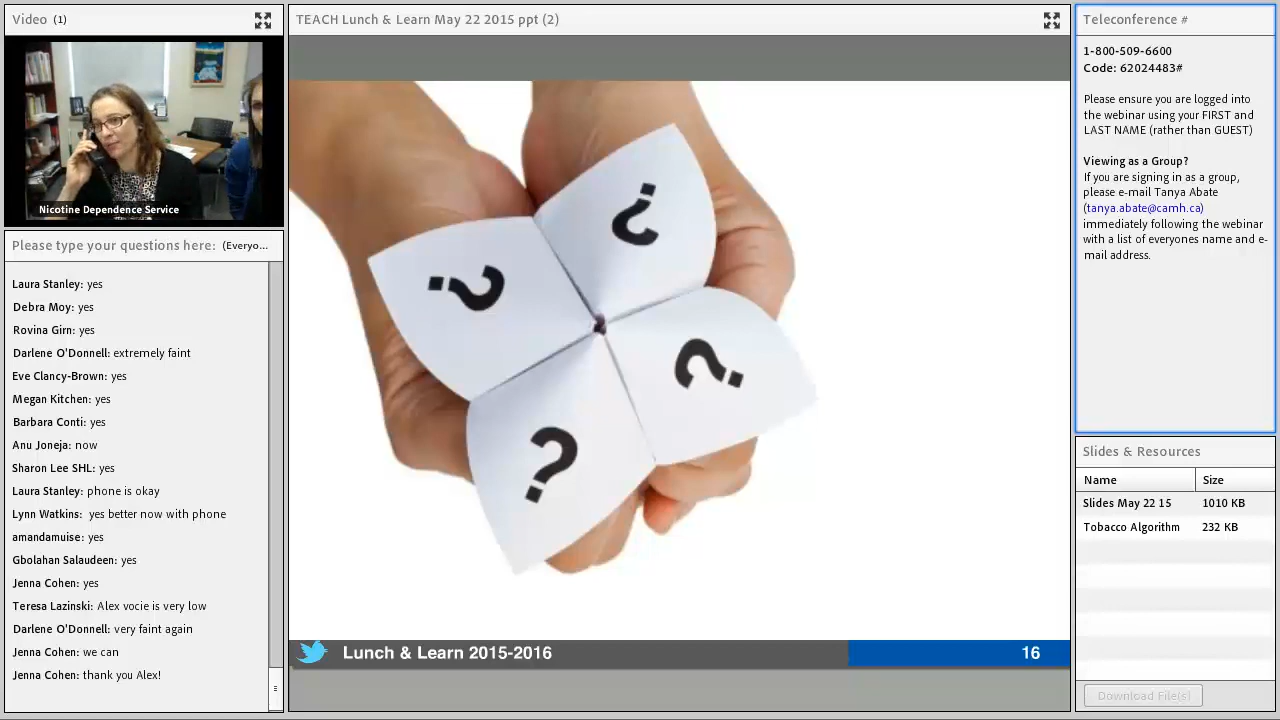 Video (1)
Nicotine Dependence Service
Please type your questions here: (Everyo...
Laura Stanley: yes
Debra Moy: yes
Rovina Girn: yes
Darlene O'Donnell: extremely faint
Eve Clancy-Brown: yes
Megan Kitchen: yes
Barbara Conti: yes
Anu Joneja: now
Sharon Lee SHL: yes
Laura Stanley: phone is okay
Lynn Watkins: yes better now with phone
amandamuise: yes
Gbolahan Salaudeen: yes
Jenna Cohen: yes
Teresa Lazinski: Alex vocie is very low
Darlene O'Donnell: very faint again
Jenna Cohen: we can
Jenna Cohen: thank you Alex!
TEACH Lunch & Learn May 22 2015 ppt (2)
?
?
?
?
Lunch & Learn 2015-2016
16
Teleconference #
1-800-509-6600
Code: 62024483#
Please ensure you are logged into
the webinar using your FIRST and
LAST NAME (rather than GUEST)
Viewing as a Group?
If you are signing in as a group,
please e-mail Tanya Abate
(tanya.abate@camh.ca)
immediately following the webinar
with a list of everyones name and e-
mail address.
Slides & Resources
Name Size
Slides May 22 15 1010 KB
Tobacco Algorithm 232 KB
Download File(s)